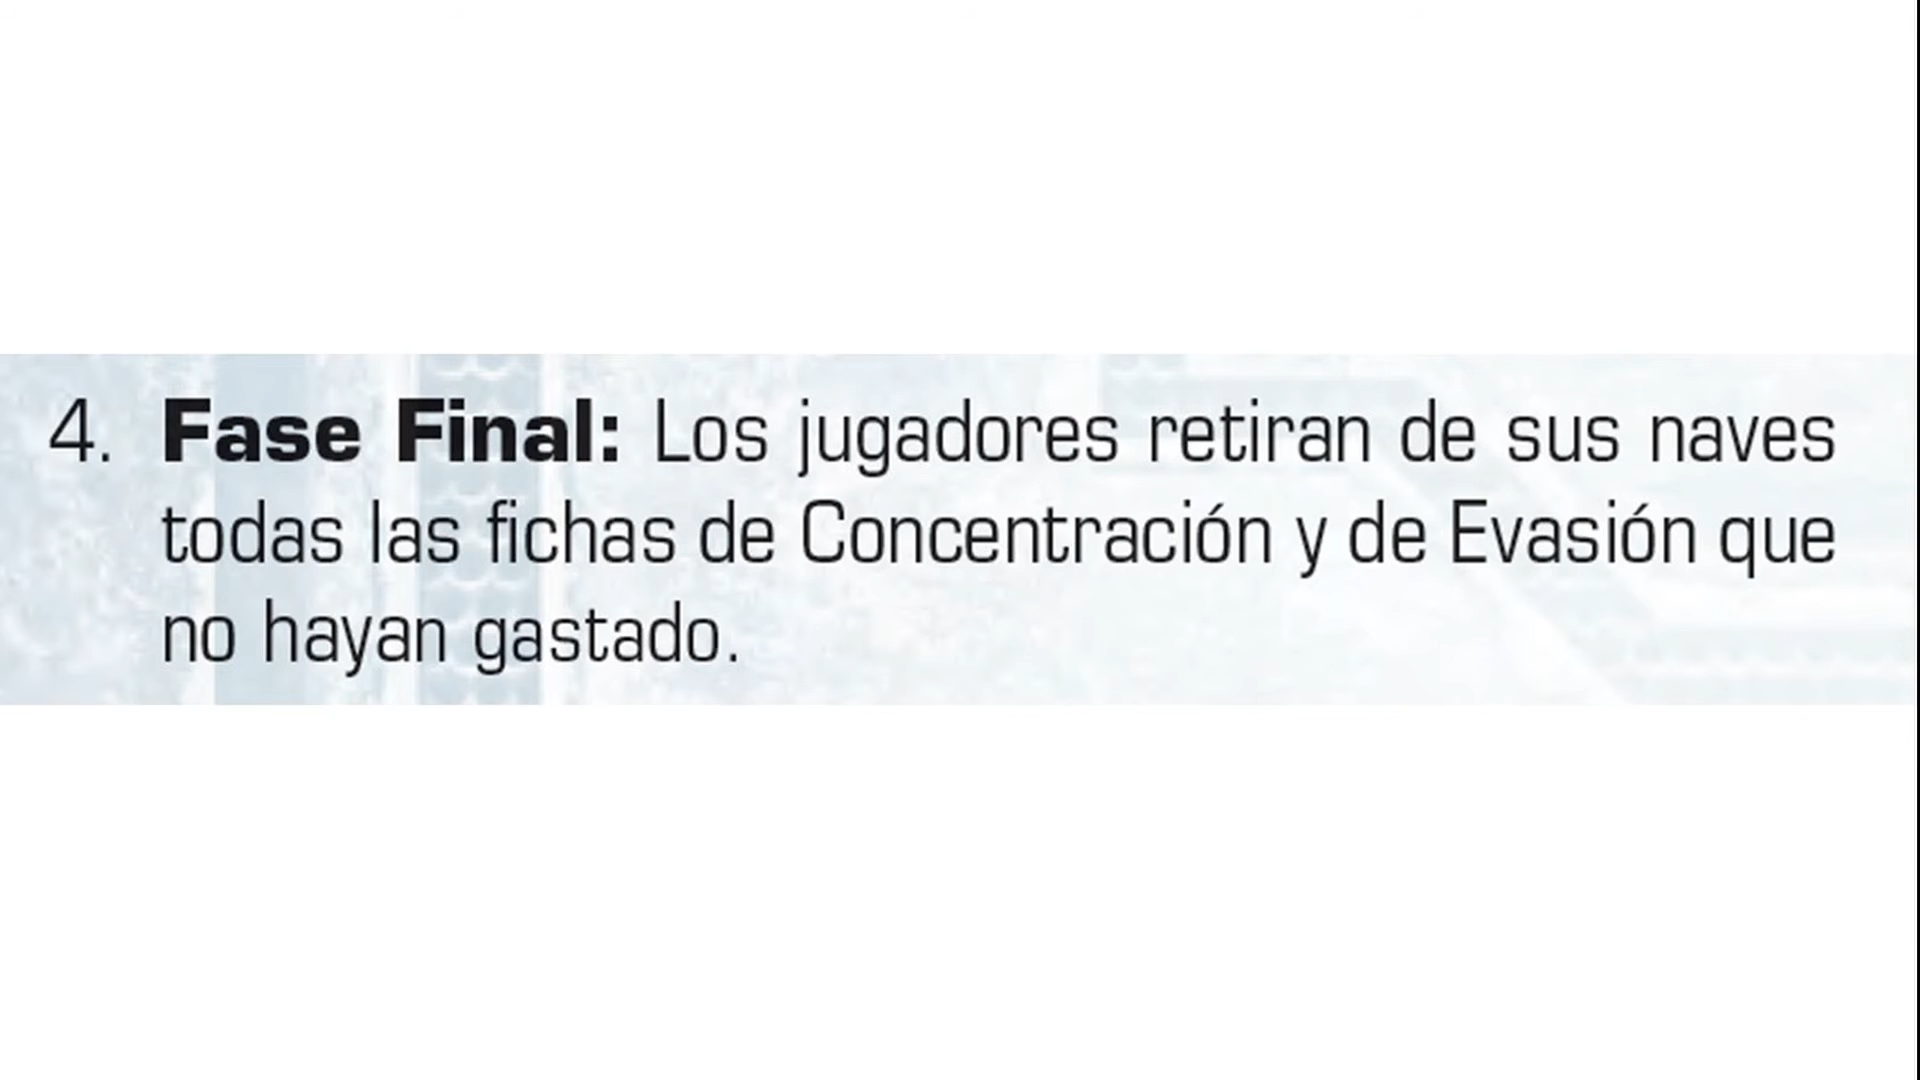 4. Fase Final: Los jugadores retiran de sus naves
todas las fichas de Concentración y de Evasión que
no hayan gastado.